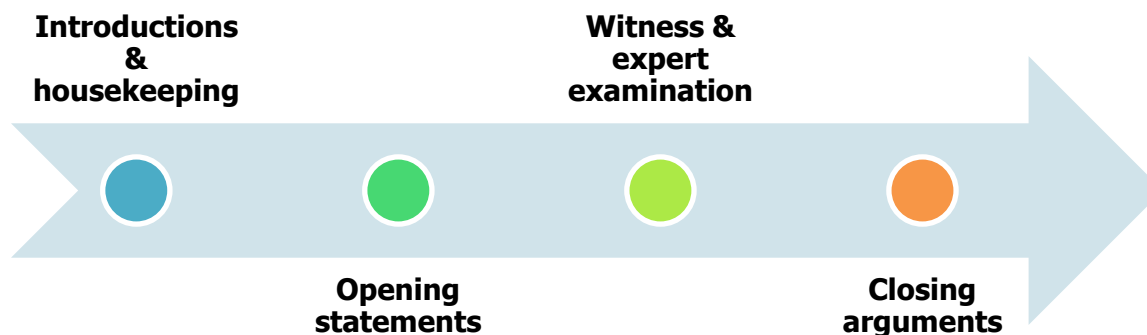 Introductions
&
housekeeping
Opening
statements
Witness &
expert
examination
Closing
arguments